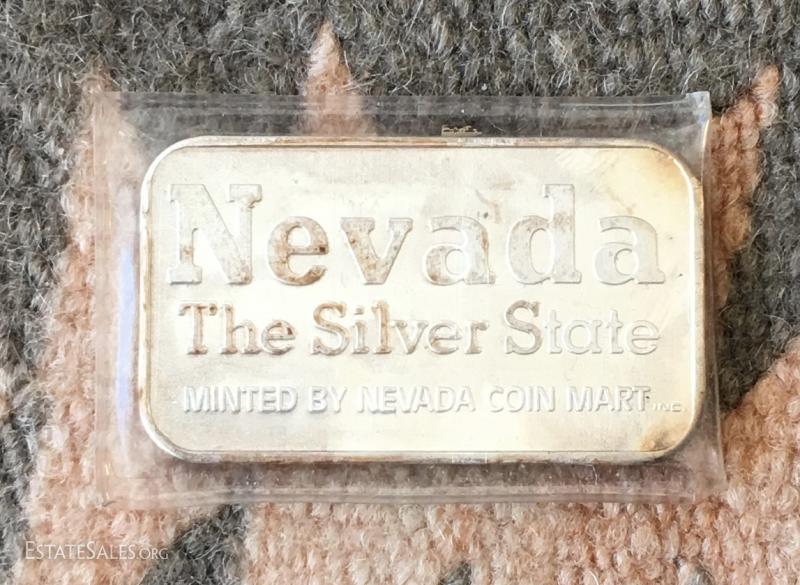 Nevada
The Silver State
MINTED BY NEVADA COIN MART INC.
ESTATESALES.ORG